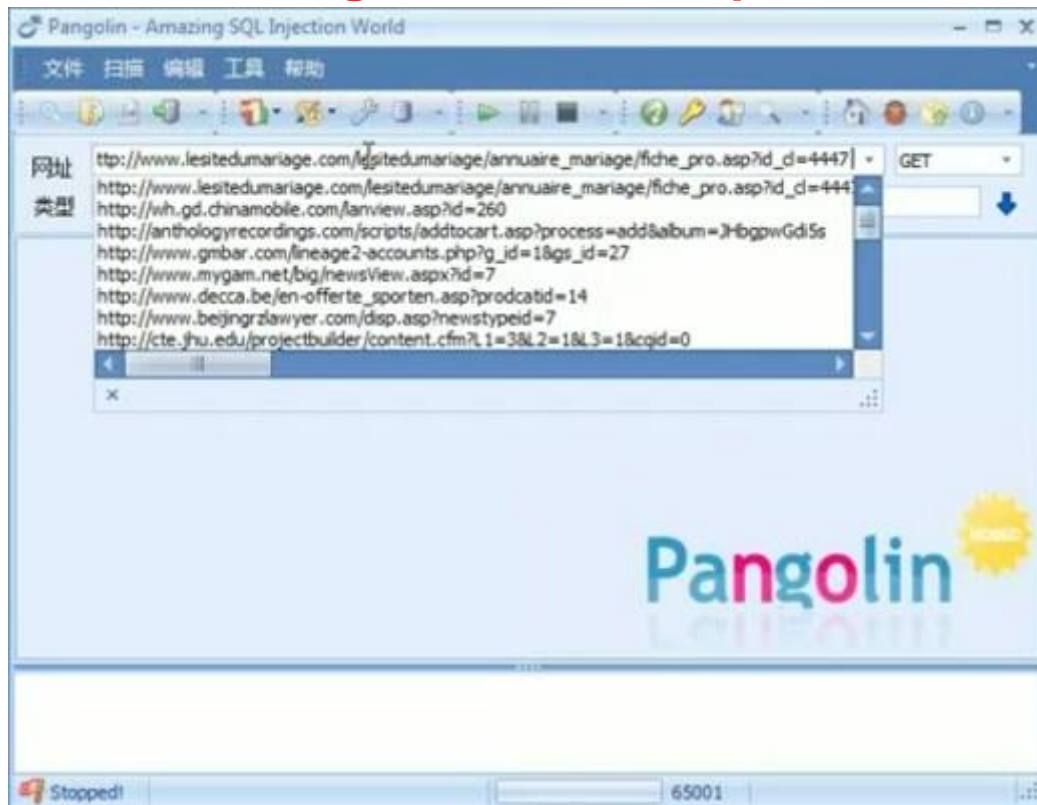 Pangolin - Amazing SQL Injection World
文件 扫描 编辑 工具 帮助
网址 ttp://www.lesitedumariage.com/lesitedumariage/annuaire_mariage/fiche_pro.asp?id_cl=4447 GET
http://www.lesitedumariage.com/lesitedumariage/annuaire_mariage/fiche_pro.asp?id_cl=444
类型 http://wh.gd.chinamobile.com/lanview.asp?id=260
http://anthologyrecordings.com/scripts/addtocart.asp?process=add&album=JHbgpwGdi5s
http://www.gmbar.com/lineage2-accounts.php?g_id=1&gs_id=27
http://www.mygam.net/big/newsView.aspx?id=7
http://www.decca.be/en-offerte_sporten.asp?prodcatid=14
http://www.beijingrzlawyer.com/disp.asp?newstypeid=7
http://cte.jhu.edu/projectbuilder/content.cfm?L1=3&L2=1&L3=1&cqid=0
Pangolin
Stopped! 65001